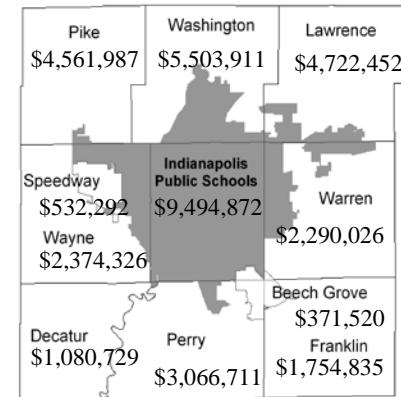 Pike
$4,561,987
Washington
$5,503,911
Lawrence
$4,722,452
Speedway
$532,292
Wayne
$2,374,326
Indianapolis
Public Schools
$9,494,872
Warren
$2,290,026
Decatur
$1,080,729
Perry
$3,066,711
Beech Grove
$371,520
Franklin
$1,754,835